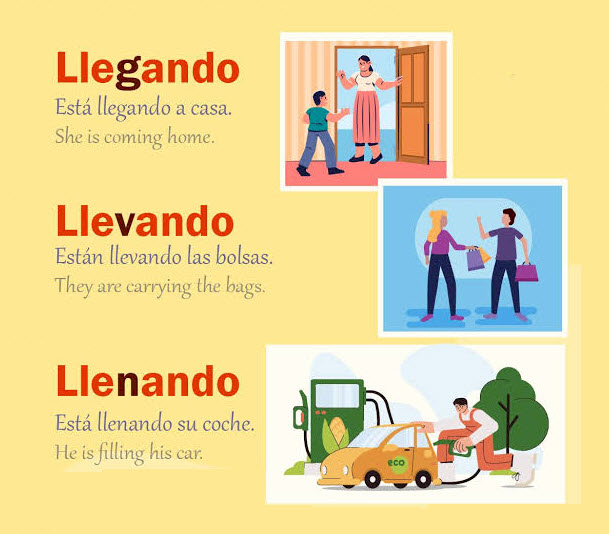 Llegando
Está llegando a casa.
She is coming home.
Llevando
Están llevando las bolsas.
They are carrying the bags.
Llenando
Está llenando su coche.
He is filling his car.
eco